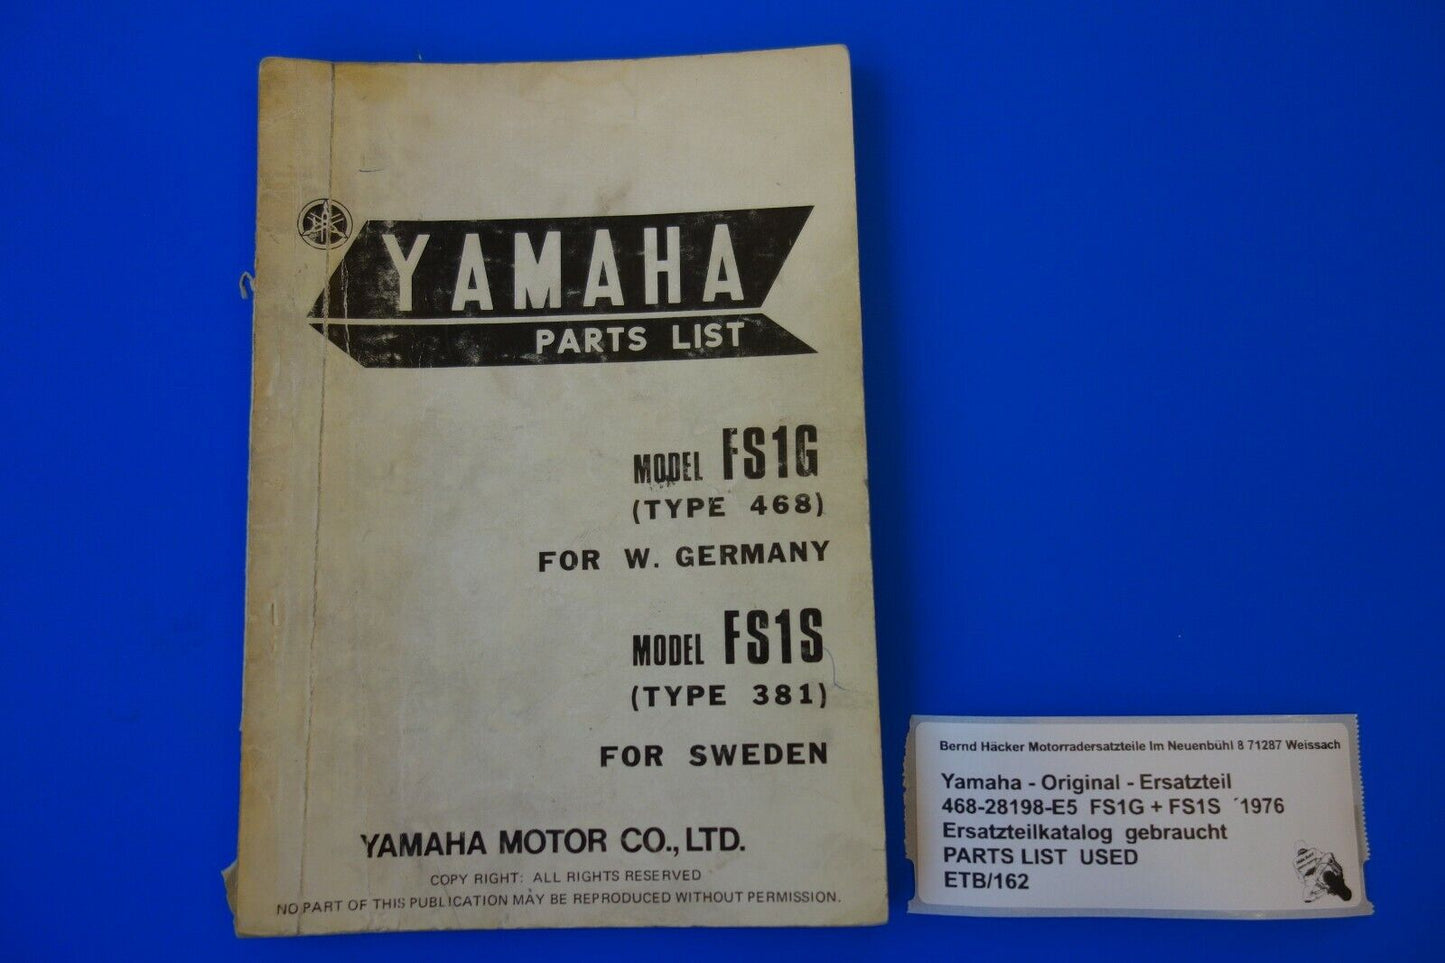 YAMAHA
PARTS LIST
MODEL FS1G
(TYPE 468)
FOR W. GERMANY
MODEL FS1S
(TYPE 381)
FOR SWEDEN
YAMAHA MOTOR CO., LTD.
COPY RIGHT: ALL RIGHTS RESERVED
NO PART OF THIS PUBLICATION MAY BE REPRODUCED WITHOUT PERMISSION.
Bernd Häcker Motorradersatzteile Im Neuenbühl 8 71287 Weissach
Yamaha - Original - Ersatzteil
468-28198-E5 FS1G + FS1S ´1976
Ersatzteilkatalog gebraucht
PARTS LIST USED
ETB/162